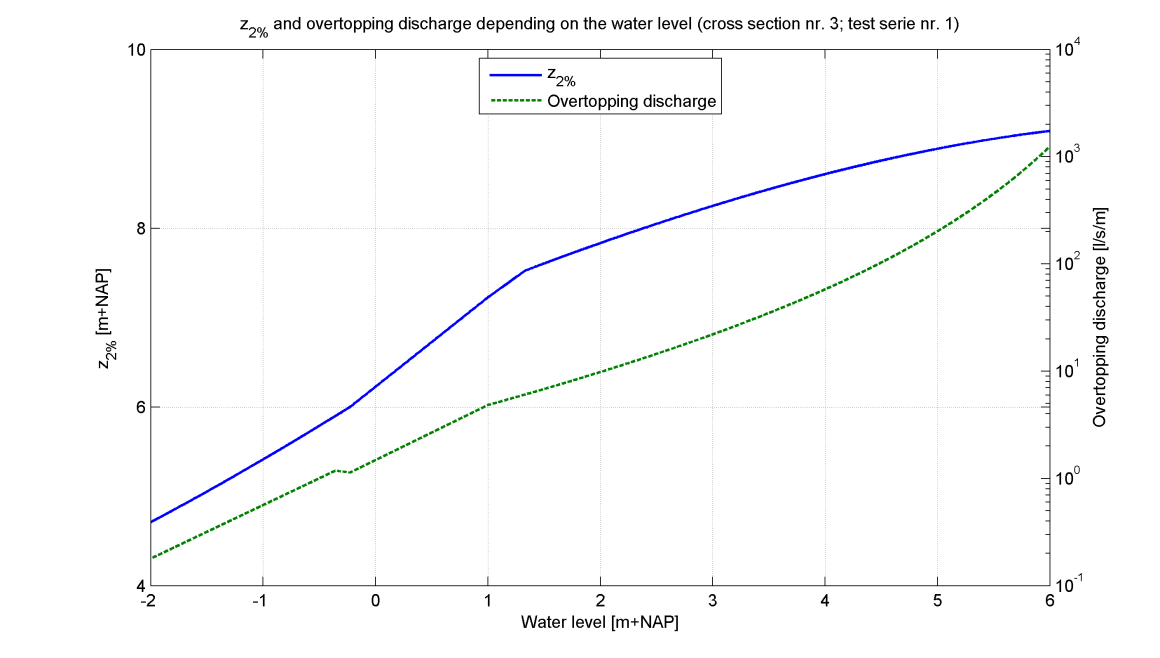 z2% and overtopping discharge depending on the water level (cross section nr. 3; test serie nr. 1)
z2%
Overtopping discharge
10
8
6
4
z2% [m+NAP]
10^4
10^3
10^2
10^1
10^0
10^-1
Overtopping discharge [l/s/m]
-2 -1 0 1 2 3 4 5 6
Water level [m+NAP]